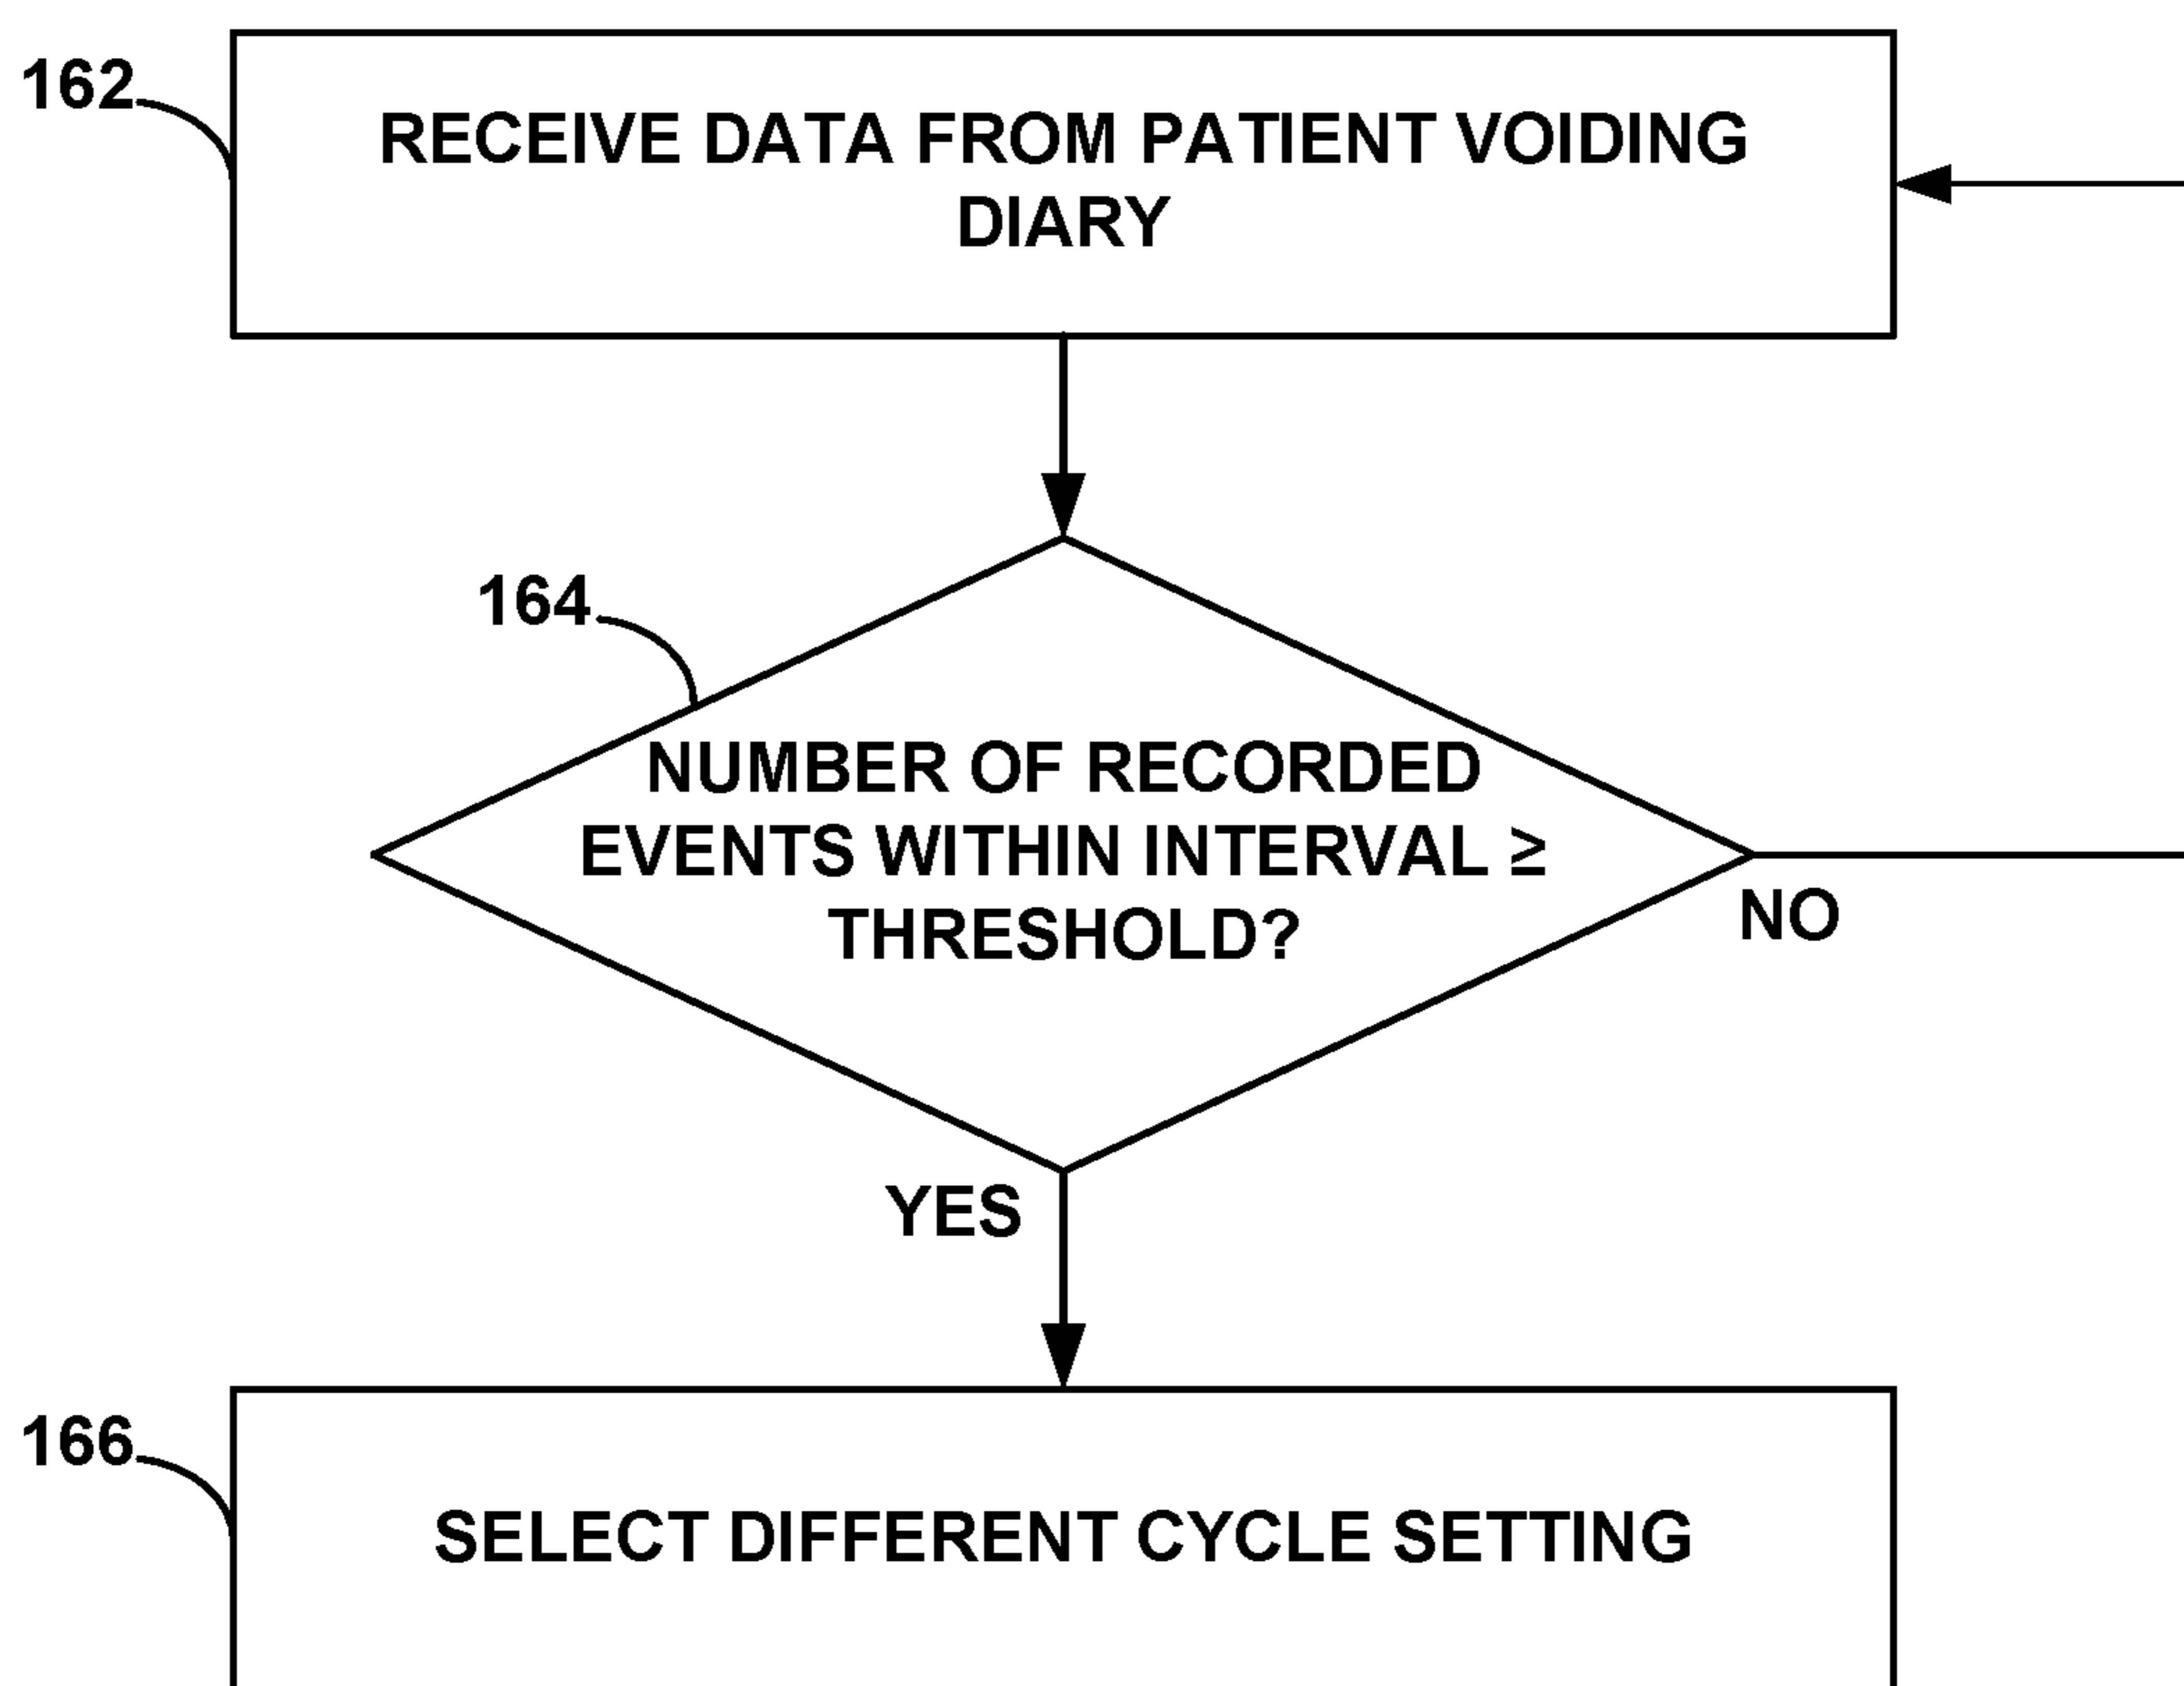 162
RECEIVE DATA FROM PATIENT VOIDING
DIARY
164
NUMBER OF RECORDED
EVENTS WITHIN INTERVAL ≥
THRESHOLD?
NO
YES
166
SELECT DIFFERENT CYCLE SETTING